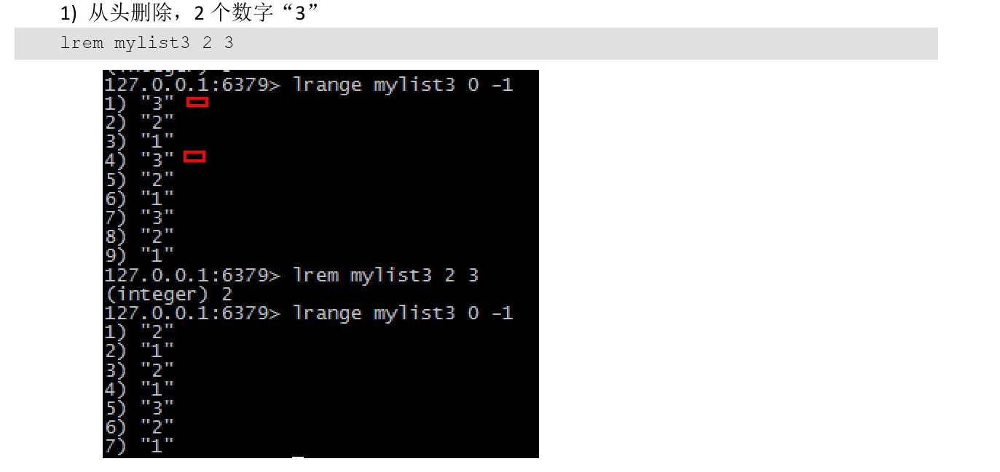 1) 从头删除，2 个数字“3”
lrem mylist3 2 3
127.0.0.1:6379> lrange mylist3 0 -1
1) "3"
2) "2"
3) "1"
4) "3"
5) "2"
6) "1"
7) "3"
8) "2"
9) "1"
127.0.0.1:6379> lrem mylist3 2 3
(integer) 2
127.0.0.1:6379> lrange mylist3 0 -1
1) "2"
2) "1"
3) "2"
4) "1"
5) "3"
6) "2"
7) "1"